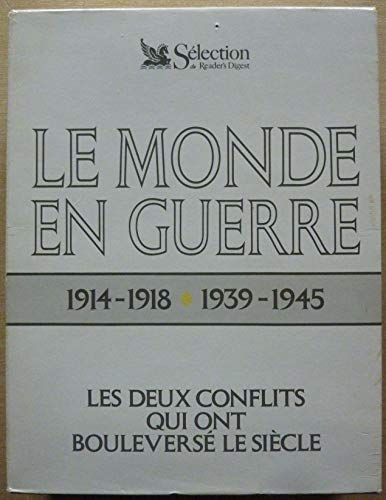 Sélection
du Reader's Digest
LE MONDE
EN GUERRE
1914-1918 * 1939-1945
LES DEUX CONFLITS
QUI ONT
BOULEVERSÉ LE SIÈCLE